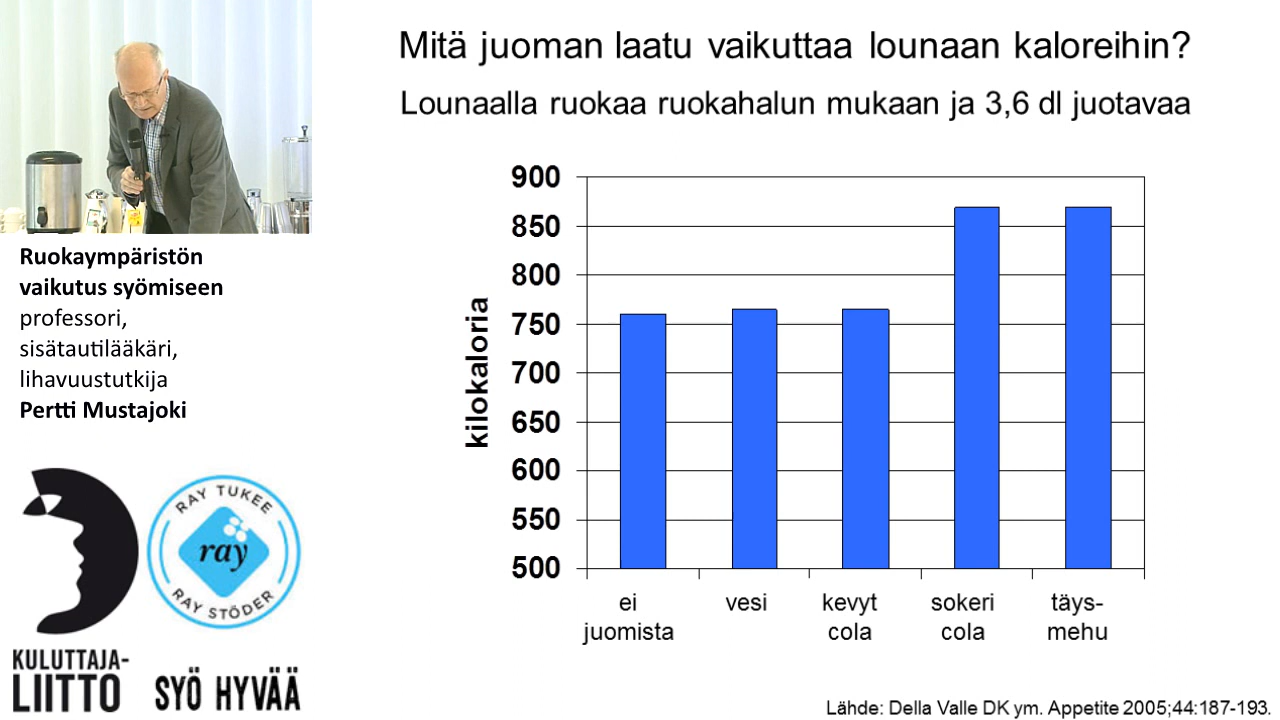 Mitä juoman laatu vaikuttaa lounaan kaloreihin?
Lounaalla ruokaa ruokahalun mukaan ja 3,6 dl juotavaa
Ruokaympäristön
vaikutus syömiseen
professori,
sisätautilääkäri,
lihavuustutkija
Pertti Mustajoki
RAY TUKEE
ray
RAY STÖDER
KULUTTAJA-
LIITTO
SYÖ HYVÄÄ
kilokaloria
900
850
800
750
700
650
600
550
500
ei
juomista
vesi
kevyt
cola
sokeri
cola
täys-
mehu
Lähde: Della Valle DK ym. Appetite 2005;44:187-193.